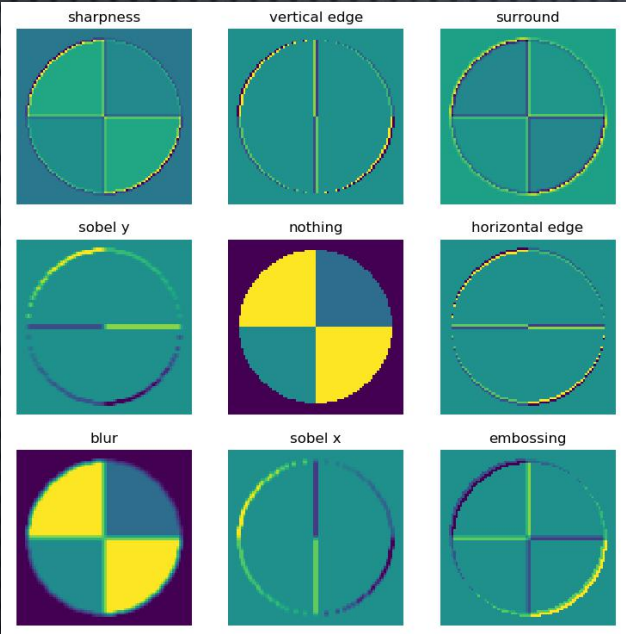 sharpness
vertical edge
surround
sobel y
nothing
horizontal edge
blur
sobel x
embossing